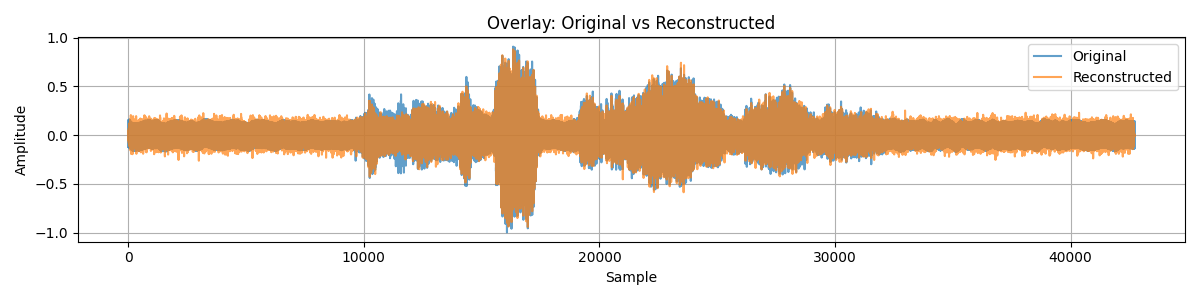 Overlay: Original vs Reconstructed
1.0
0.5
0.0
−0.5
−1.0
Amplitude
Original
Reconstructed
0
10000
20000
30000
40000
Sample